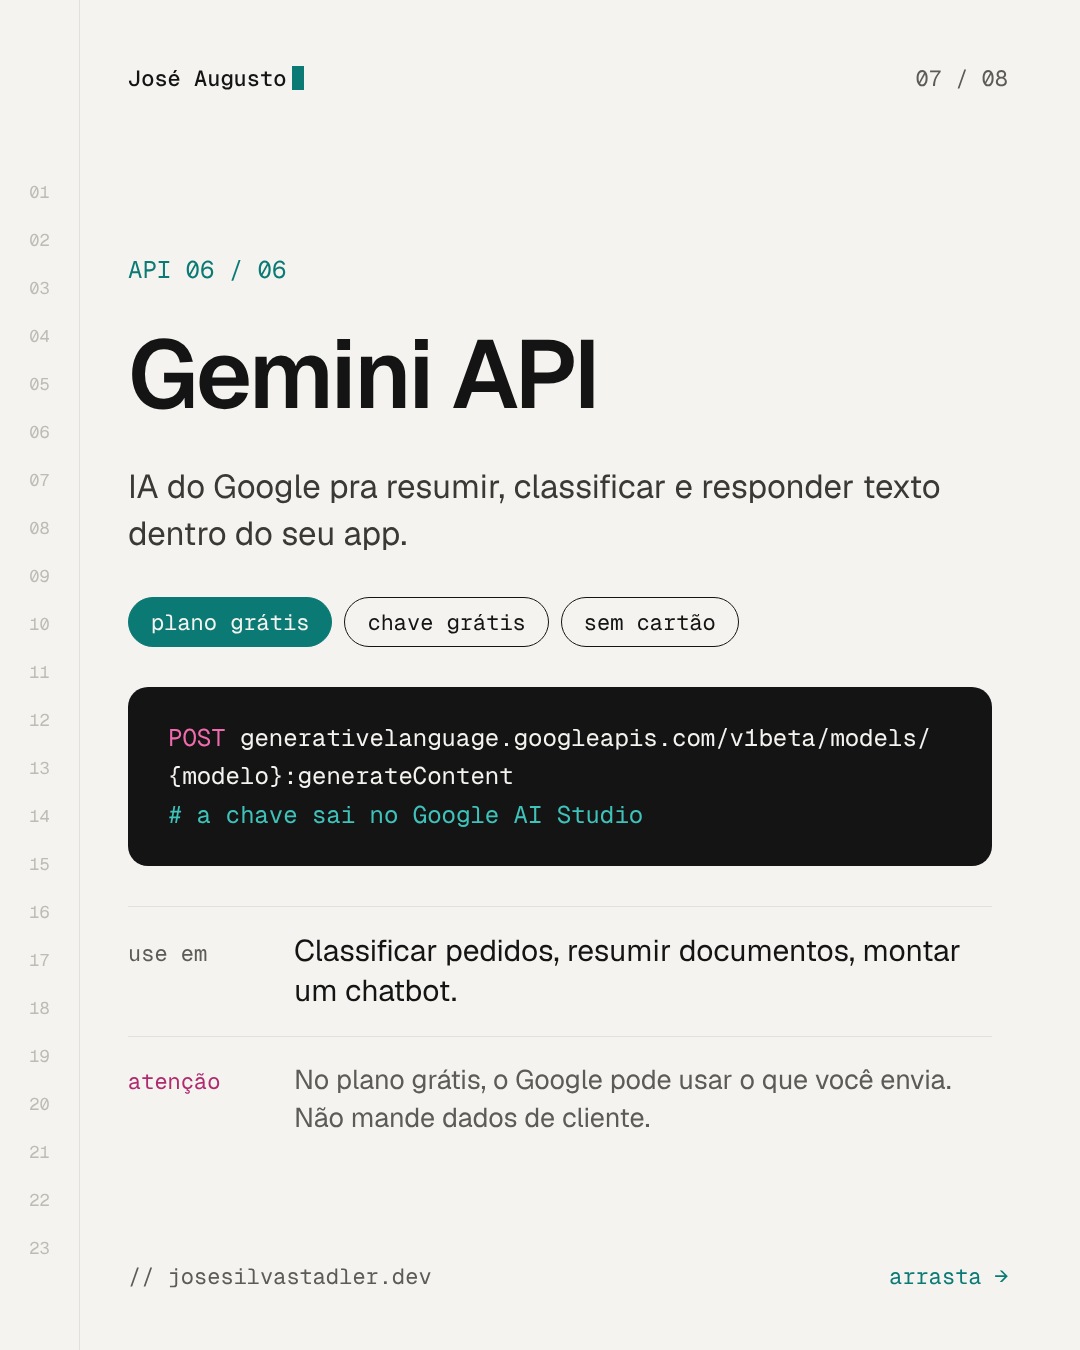 José Augusto
07 / 08
01
02
03
04
05
06
07
08
09
10
11
12
13
14
15
16
17
18
19
20
21
22
23
API 06 / 06
Gemini API
IA do Google pra resumir, classificar e responder texto
dentro do seu app.
plano grátis
chave grátis
sem cartão
POST generativelanguage.googleapis.com/v1beta/models/
{modelo}:generateContent
# a chave sai no Google AI Studio
use em
Classificar pedidos, resumir documentos, montar
um chatbot.
atenção
No plano grátis, o Google pode usar o que você envia.
Não mande dados de cliente.
// josesilvastadler.dev
arrasta →